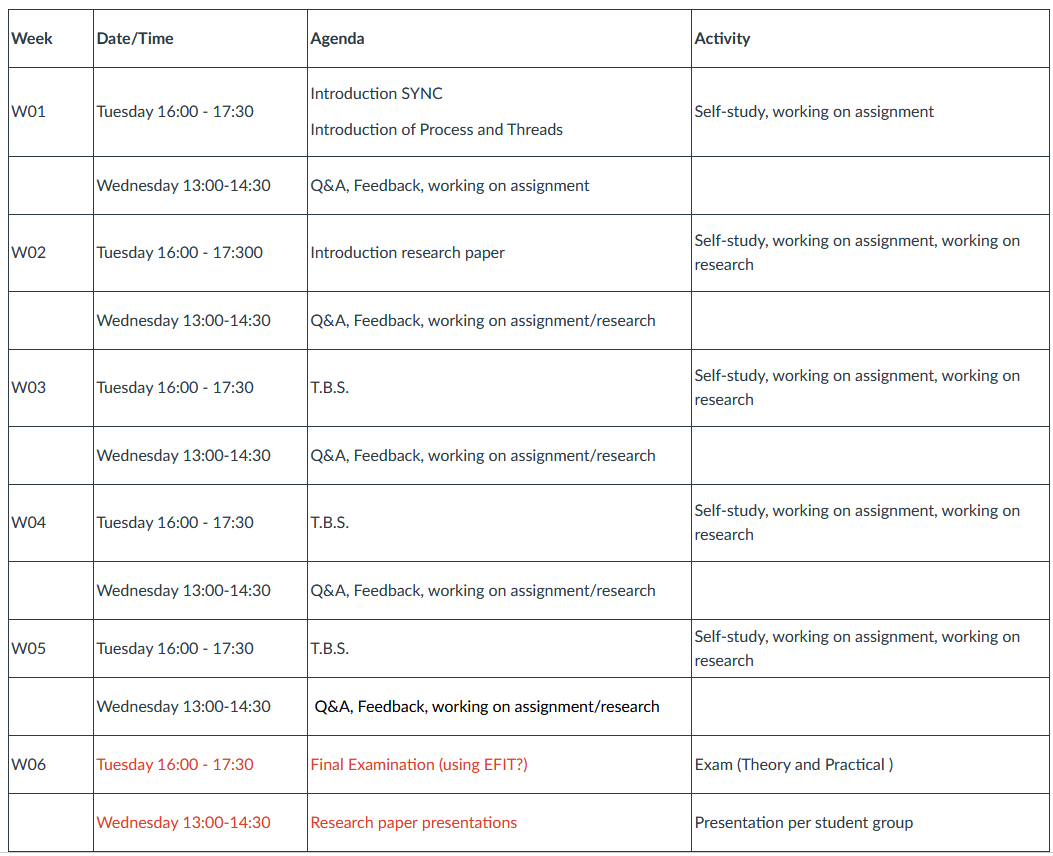 Week Date/Time Agenda Activity
W01 Tuesday 16:00 - 17:30 Introduction SYNC
Introduction of Process and Threads
Self-study, working on assignment
Wednesday 13:00-14:30 Q&A, Feedback, working on assignment
W02 Tuesday 16:00 - 17:300 Introduction research paper Self-study, working on assignment, working on
research
Wednesday 13:00-14:30 Q&A, Feedback, working on assignment/research
W03 Tuesday 16:00 - 17:30 T.B.S. Self-study, working on assignment, working on
research
Wednesday 13:00-14:30 Q&A, Feedback, working on assignment/research
W04 Tuesday 16:00 - 17:30 T.B.S. Self-study, working on assignment, working on
research
Wednesday 13:00-14:30 Q&A, Feedback, working on assignment/research
W05 Tuesday 16:00 - 17:30 T.B.S. Self-study, working on assignment, working on
research
Wednesday 13:00-14:30 Q&A, Feedback, working on assignment/research
W06 Tuesday 16:00 - 17:30 Final Examination (using EFIT?) Exam (Theory and Practical )
Wednesday 13:00-14:30 Research paper presentations Presentation per student group